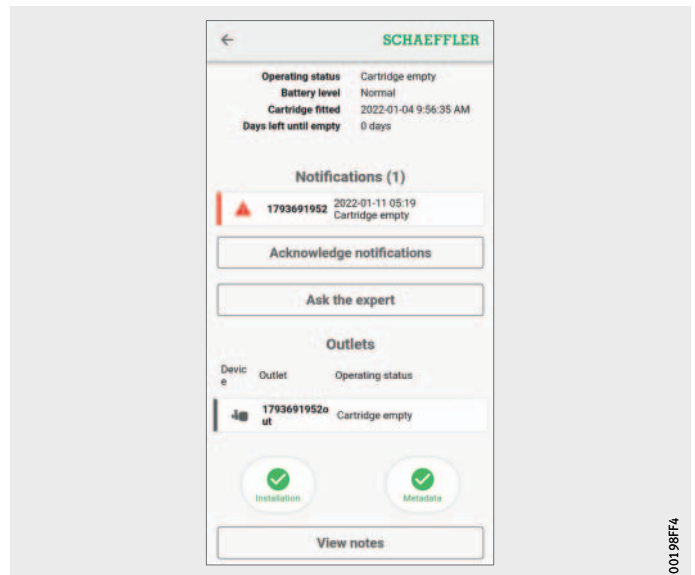 SCHAEFFLER
Operating status Cartridge empty
Battery level Normal
Cartridge fitted 2022-01-04 9:56:35 AM
Days left until empty 0 days
Notifications (1)
1793691952 2022-01-11 05:19
Cartridge empty
Acknowledge notifications
Ask the expert
Outlets
Devic
e Outlet Operating status
1793691952o
ut Cartridge empty
Installation Metadata
View notes
00198FF4